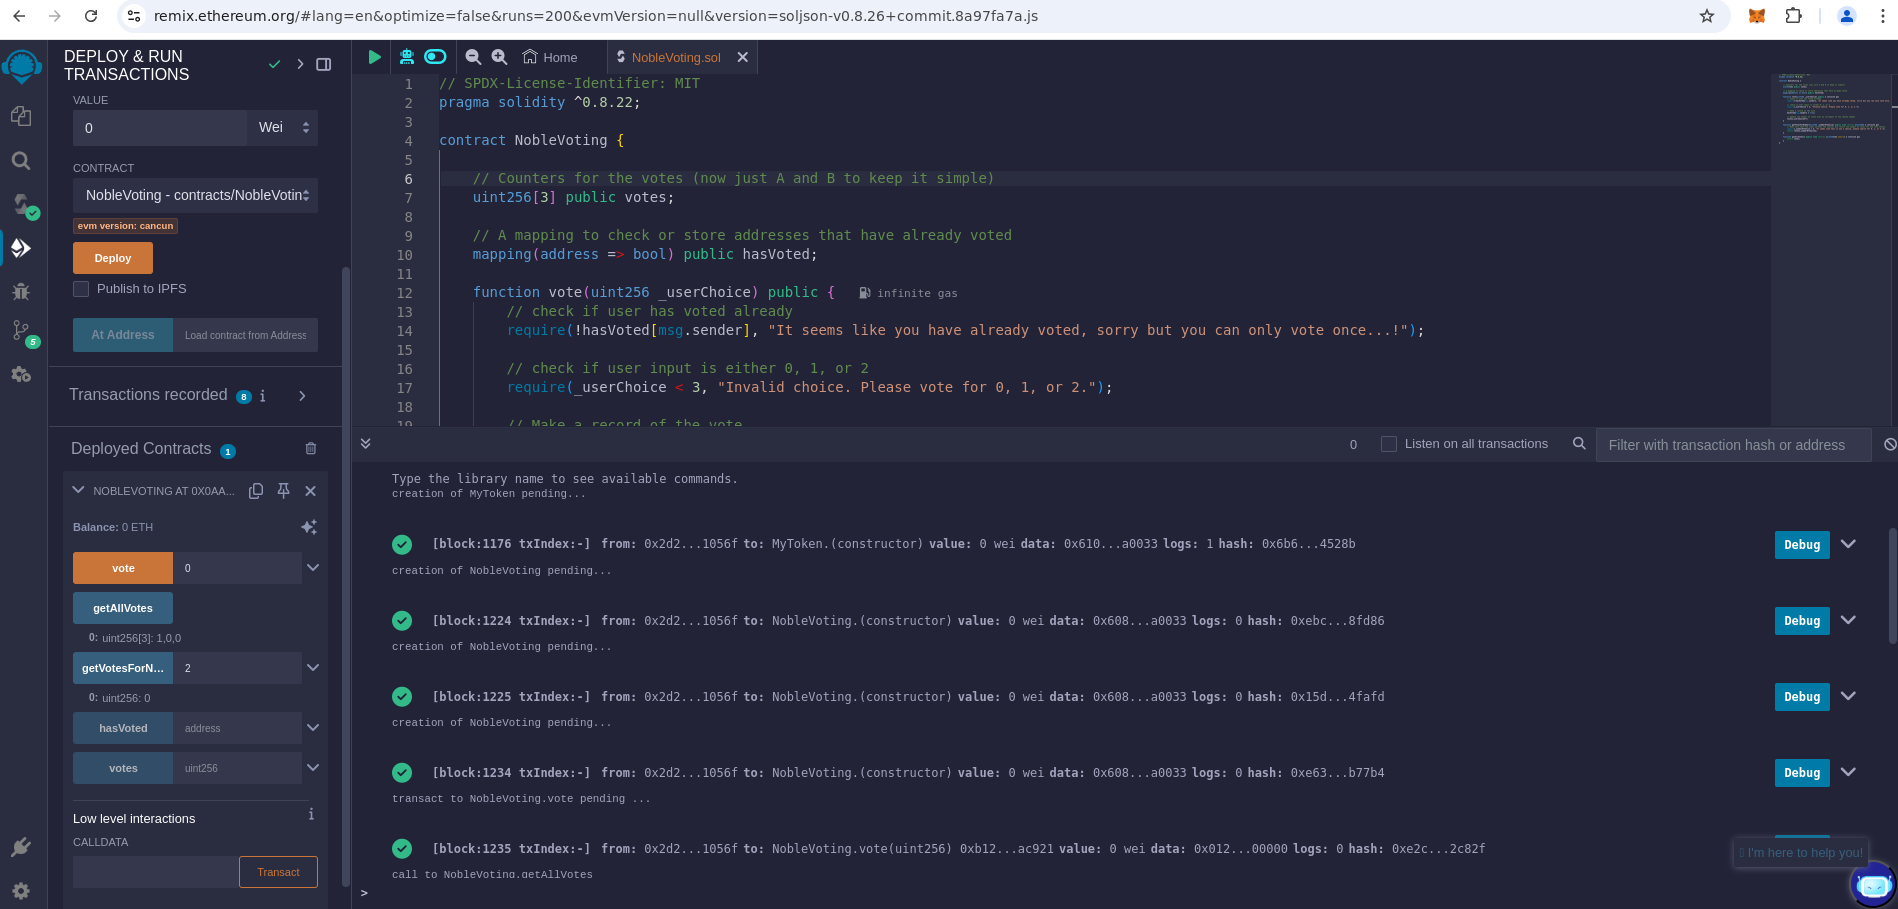 remix.ethereum.org/#lang=en&optimize=false&runs=200&evmVersion=null&version=soljson-v0.8.26+commit.8a97fa7a.js
DEPLOY & RUN
TRANSACTIONS
VALUE
0 Wei
CONTRACT
NobleVoting - contracts/NobleVotin
evm version: cancun
Deploy
Publish to IPFS
At Address Load contract from Address
Transactions recorded 8 i
Deployed Contracts 1
NOBLEVOTING AT 0X0AA...
Balance: 0 ETH
vote 0
getAllVotes
0: uint256[3]: 1,0,0
getVotesForN... 2
0: uint256: 0
hasVoted address
votes uint256
Low level interactions i
CALLDATA
Transact
5
Home NobleVoting.sol
1 // SPDX-License-Identifier: MIT
2 pragma solidity ^0.8.22;
3
4 contract NobleVoting {
5
6 // Counters for the votes (now just A and B to keep it simple)
7 uint256[3] public votes;
8
9 // A mapping to check or store addresses that have already voted
10 mapping(address => bool) public hasVoted;
11
12 function vote(uint256 _userChoice) public { infinite gas
13 // check if user has voted already
14 require(!hasVoted[msg.sender], "It seems like you have already voted, sorry but you can only vote once...!");
15
16 // check if user input is either 0, 1, or 2
17 require(_userChoice < 3, "Invalid choice. Please vote for 0, 1, or 2.");
18
19 // Make a record of the vote
0 Listen on all transactions Filter with transaction hash or address
Type the library name to see available commands.
creation of MyToken pending...
[block:1176 txIndex:-] from: 0x2d2...1056f to: MyToken.(constructor) value: 0 wei data: 0x610...a0033 logs: 1 hash: 0x6b6...4528b Debug
creation of NobleVoting pending...
[block:1224 txIndex:-] from: 0x2d2...1056f to: NobleVoting.(constructor) value: 0 wei data: 0x608...a0033 logs: 0 hash: 0xebc...8fd86 Debug
creation of NobleVoting pending...
[block:1225 txIndex:-] from: 0x2d2...1056f to: NobleVoting.(constructor) value: 0 wei data: 0x608...a0033 logs: 0 hash: 0x15d...4fafd Debug
creation of NobleVoting pending...
[block:1234 txIndex:-] from: 0x2d2...1056f to: NobleVoting.(constructor) value: 0 wei data: 0x608...a0033 logs: 0 hash: 0xe63...b77b4 Debug
transact to NobleVoting.vote pending ...
[block:1235 txIndex:-] from: 0x2d2...1056f to: NobleVoting.vote(uint256) 0xb12...ac921 value: 0 wei data: 0x012...00000 logs: 0 hash: 0xe2c...2c82f
I'm here to help you!
call to NobleVoting.getAllVotes
>